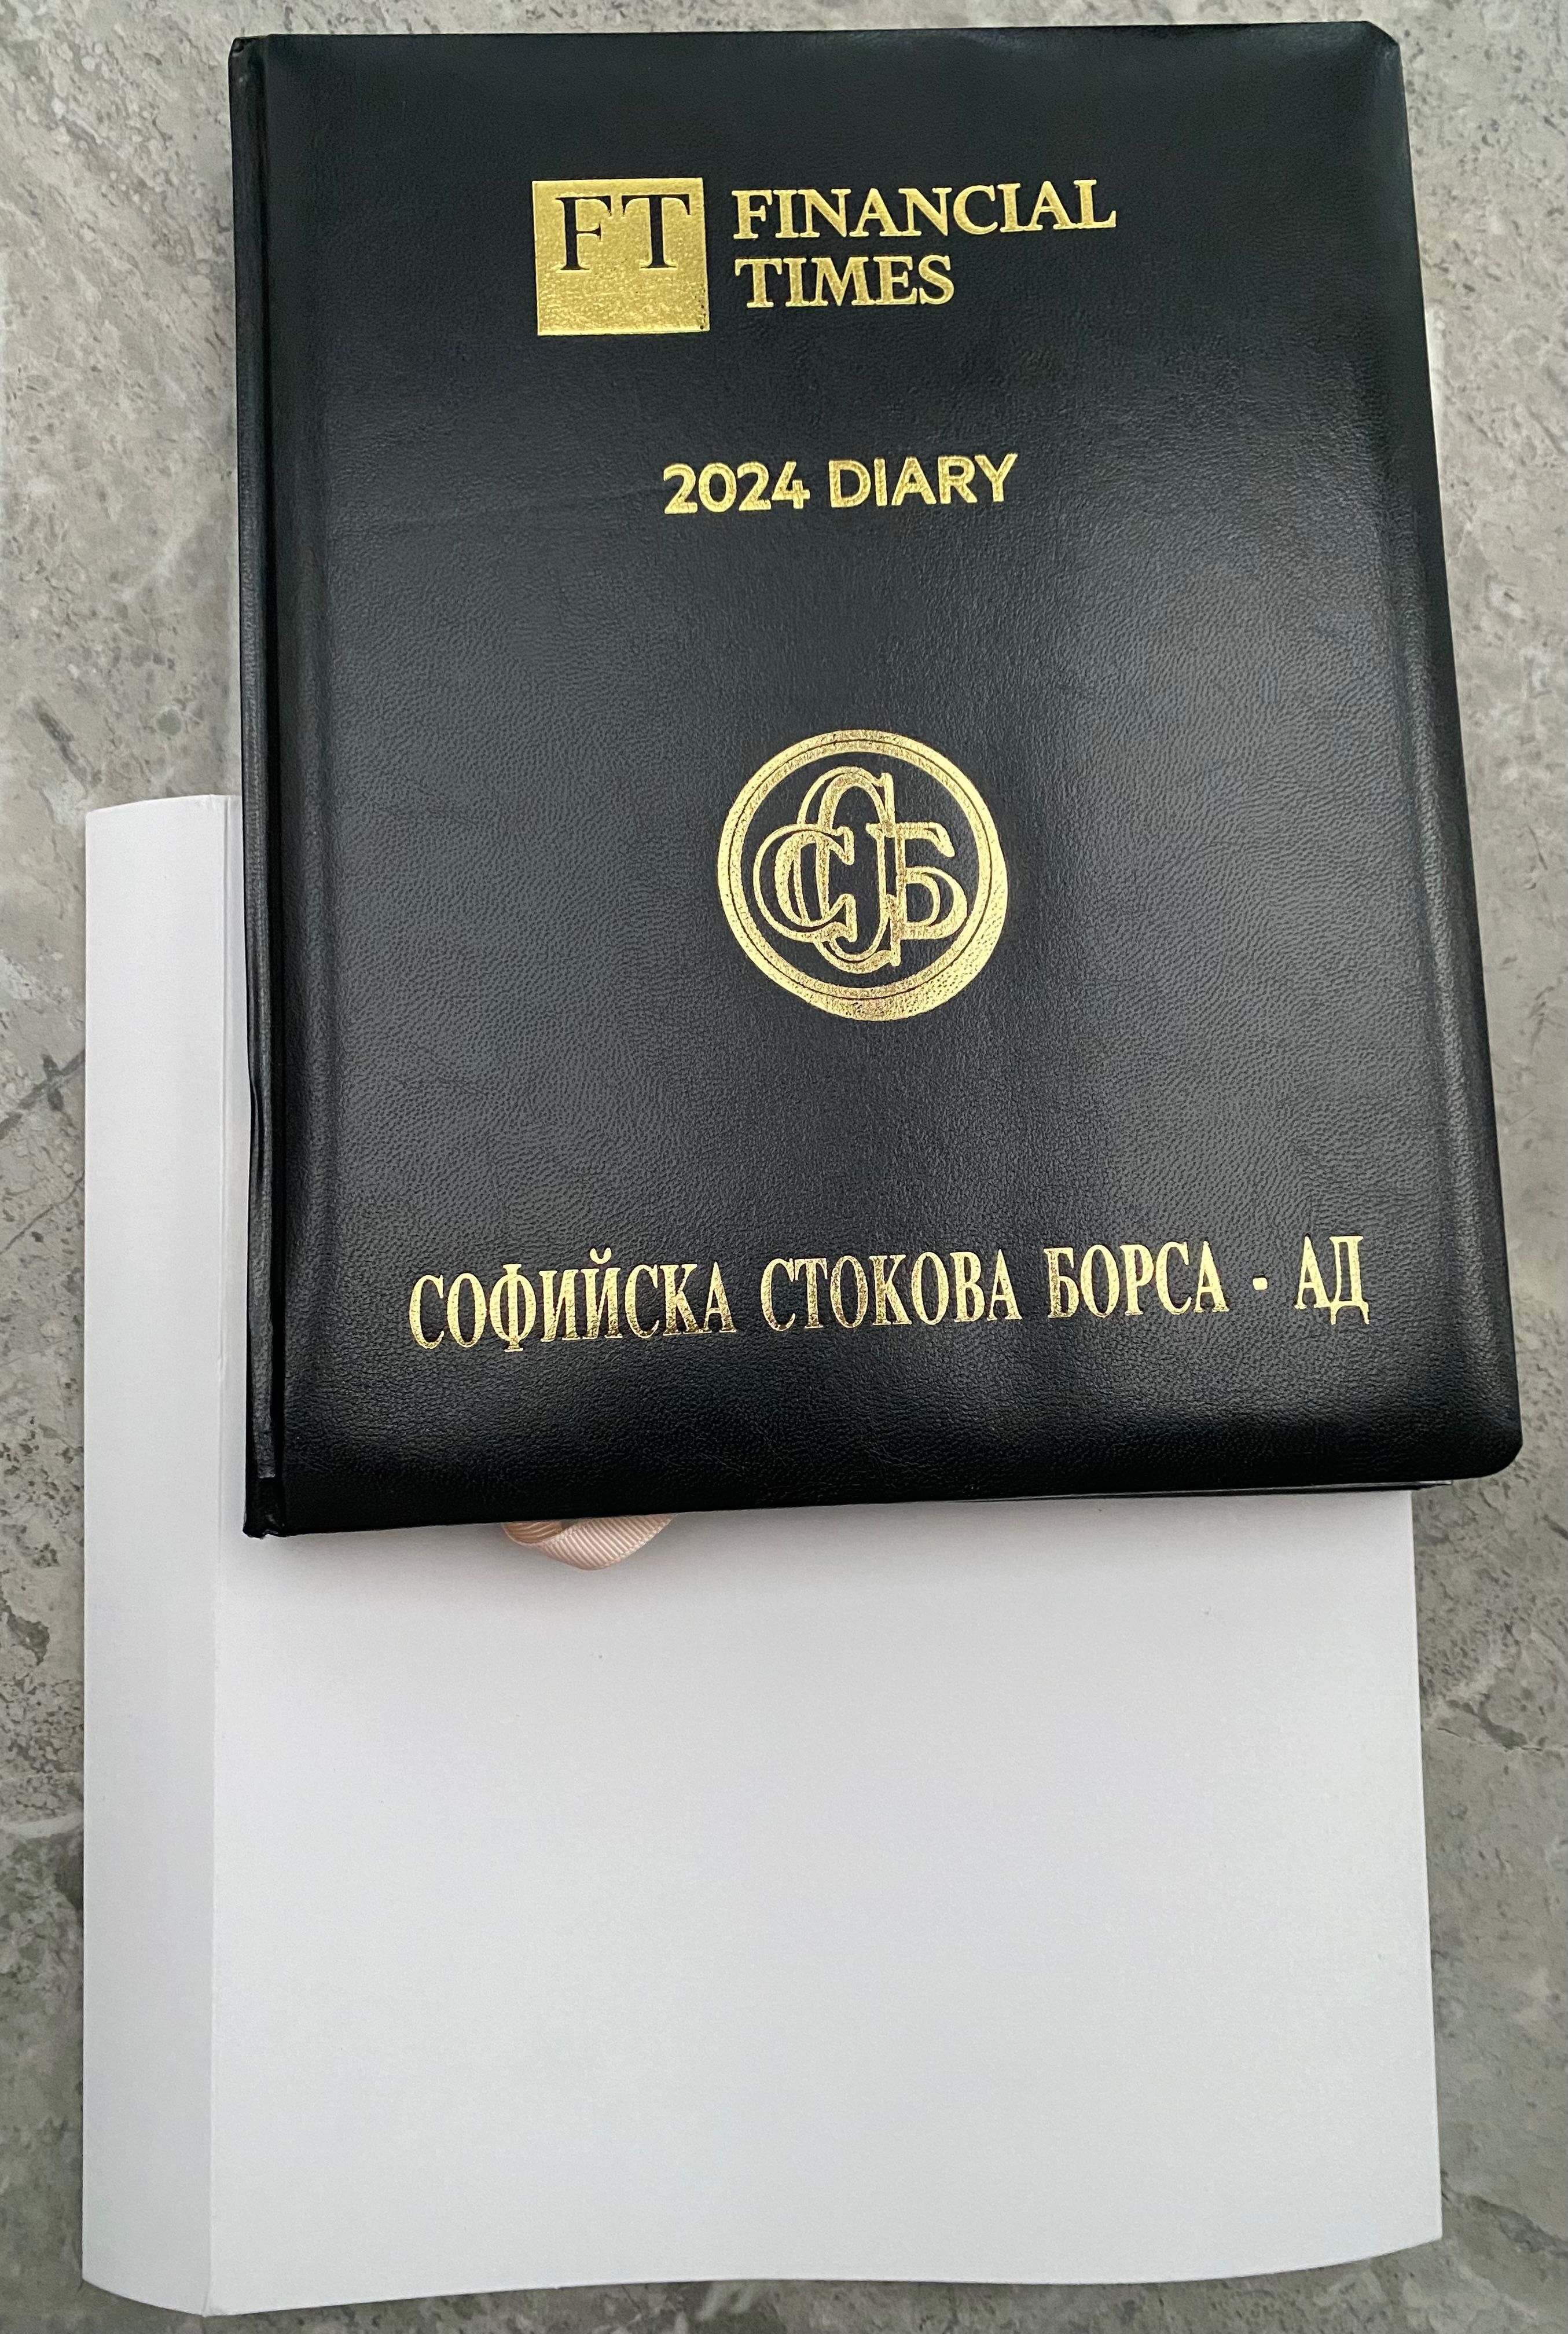 FT FINANCIAL
TIMES
2024 DIARY
ССБ
СОФИЙСКА СТОКОВА БОРСА - АД